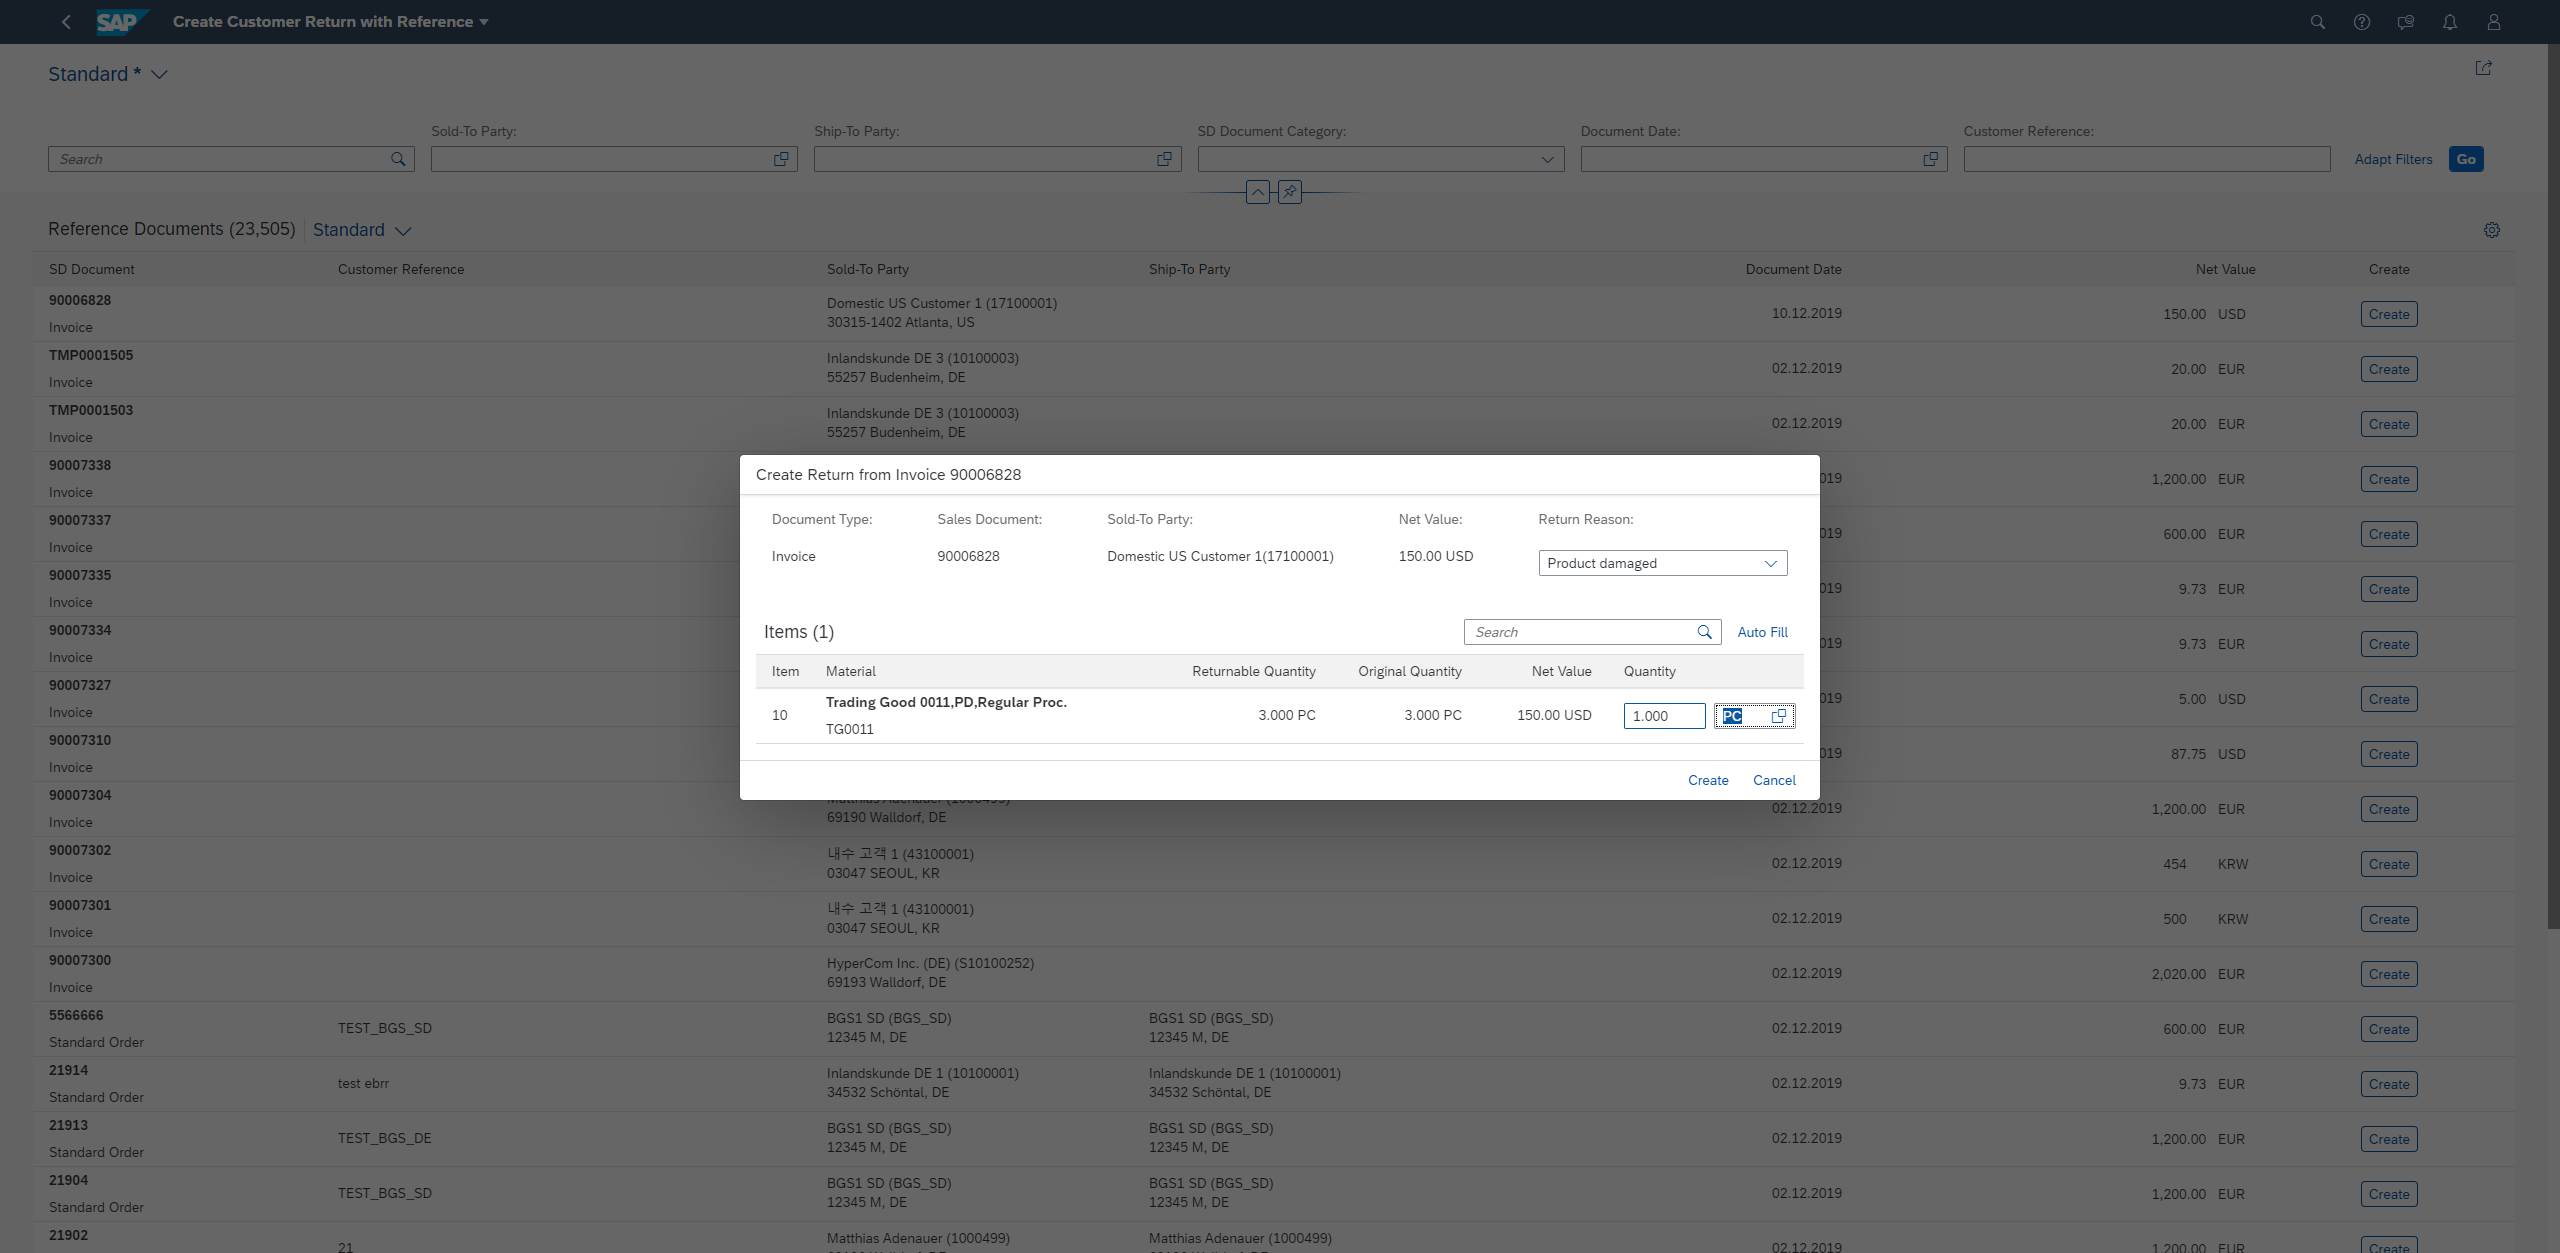 SAP
Create Customer Return with Reference
Standard *
Sold-To Party:
Ship-To Party:
SD Document Category:
Document Date:
Customer Reference:
Search
Adapt Filters
Go
Reference Documents (23,505)
Standard
SD Document Customer Reference Sold-To Party Ship-To Party Document Date Net Value Create
90006828
Invoice
Domestic US Customer 1 (17100001)
30315-1402 Atlanta, US
10.12.2019
150.00 USD
Create
TMP0001505
Invoice
Inlandskunde DE 3 (10100003)
55257 Budenheim, DE
02.12.2019
20.00 EUR
Create
TMP0001503
Invoice
Inlandskunde DE 3 (10100003)
55257 Budenheim, DE
02.12.2019
20.00 EUR
Create
90007338
Invoice
019
1,200.00 EUR
Create
90007337
Invoice
019
600.00 EUR
Create
90007335
Invoice
019
9.73 EUR
Create
90007334
Invoice
019
9.73 EUR
Create
90007327
Invoice
019
5.00 USD
Create
90007310
Invoice
019
87.75 USD
Create
90007304
Invoice
69190 Walldorf, DE
02.12.2019
1,200.00 EUR
Create
90007302
Invoice
내수 고객 1 (43100001)
03047 SEOUL, KR
02.12.2019
454 KRW
Create
90007301
Invoice
내수 고객 1 (43100001)
03047 SEOUL, KR
02.12.2019
500 KRW
Create
90007300
Invoice
HyperCom Inc. (DE) (S10100252)
69193 Walldorf, DE
02.12.2019
2,020.00 EUR
Create
5566666
Standard Order
TEST_BGS_SD
BGS1 SD (BGS_SD)
12345 M, DE
BGS1 SD (BGS_SD)
12345 M, DE
02.12.2019
600.00 EUR
Create
21914
Standard Order
test ebrr
Inlandskunde DE 1 (10100001)
34532 Schöntal, DE
Inlandskunde DE 1 (10100001)
34532 Schöntal, DE
02.12.2019
9.73 EUR
Create
21913
Standard Order
TEST_BGS_DE
BGS1 SD (BGS_SD)
12345 M, DE
BGS1 SD (BGS_SD)
12345 M, DE
02.12.2019
1,200.00 EUR
Create
21904
Standard Order
TEST_BGS_SD
BGS1 SD (BGS_SD)
12345 M, DE
BGS1 SD (BGS_SD)
12345 M, DE
02.12.2019
1,200.00 EUR
Create
21902
21
Matthias Adenauer (1000499)
Matthias Adenauer (1000499)
02.12.2019
1,200.00 EUR
Create
Create Return from Invoice 90006828
Document Type: Sales Document: Sold-To Party: Net Value: Return Reason:
Invoice 90006828 Domestic US Customer 1(17100001) 150.00 USD Product damaged
Items (1)
Search
Auto Fill
Item Material Returnable Quantity Original Quantity Net Value Quantity
10
Trading Good 0011,PD,Regular Proc.
TG0011
3.000 PC 3.000 PC 150.00 USD 1.000 PC
Create Cancel